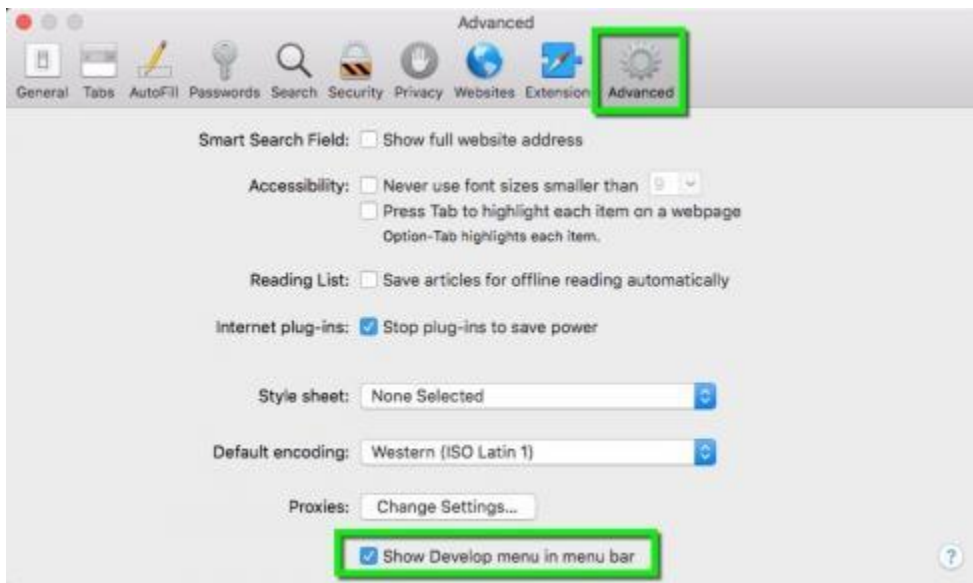 Advanced
General Tabs AutoFill Passwords Search Security Privacy Websites Extension Advanced
Smart Search Field: Show full website address
Accessibility: Never use font sizes smaller than 9
Press Tab to highlight each item on a webpage
Option-Tab highlights each item.
Reading List: Save articles for offline reading automatically
Internet plug-ins: Stop plug-ins to save power
Style sheet: None Selected
Default encoding: Western (ISO Latin 1)
Proxies: Change Settings...
Show Develop menu in menu bar
?